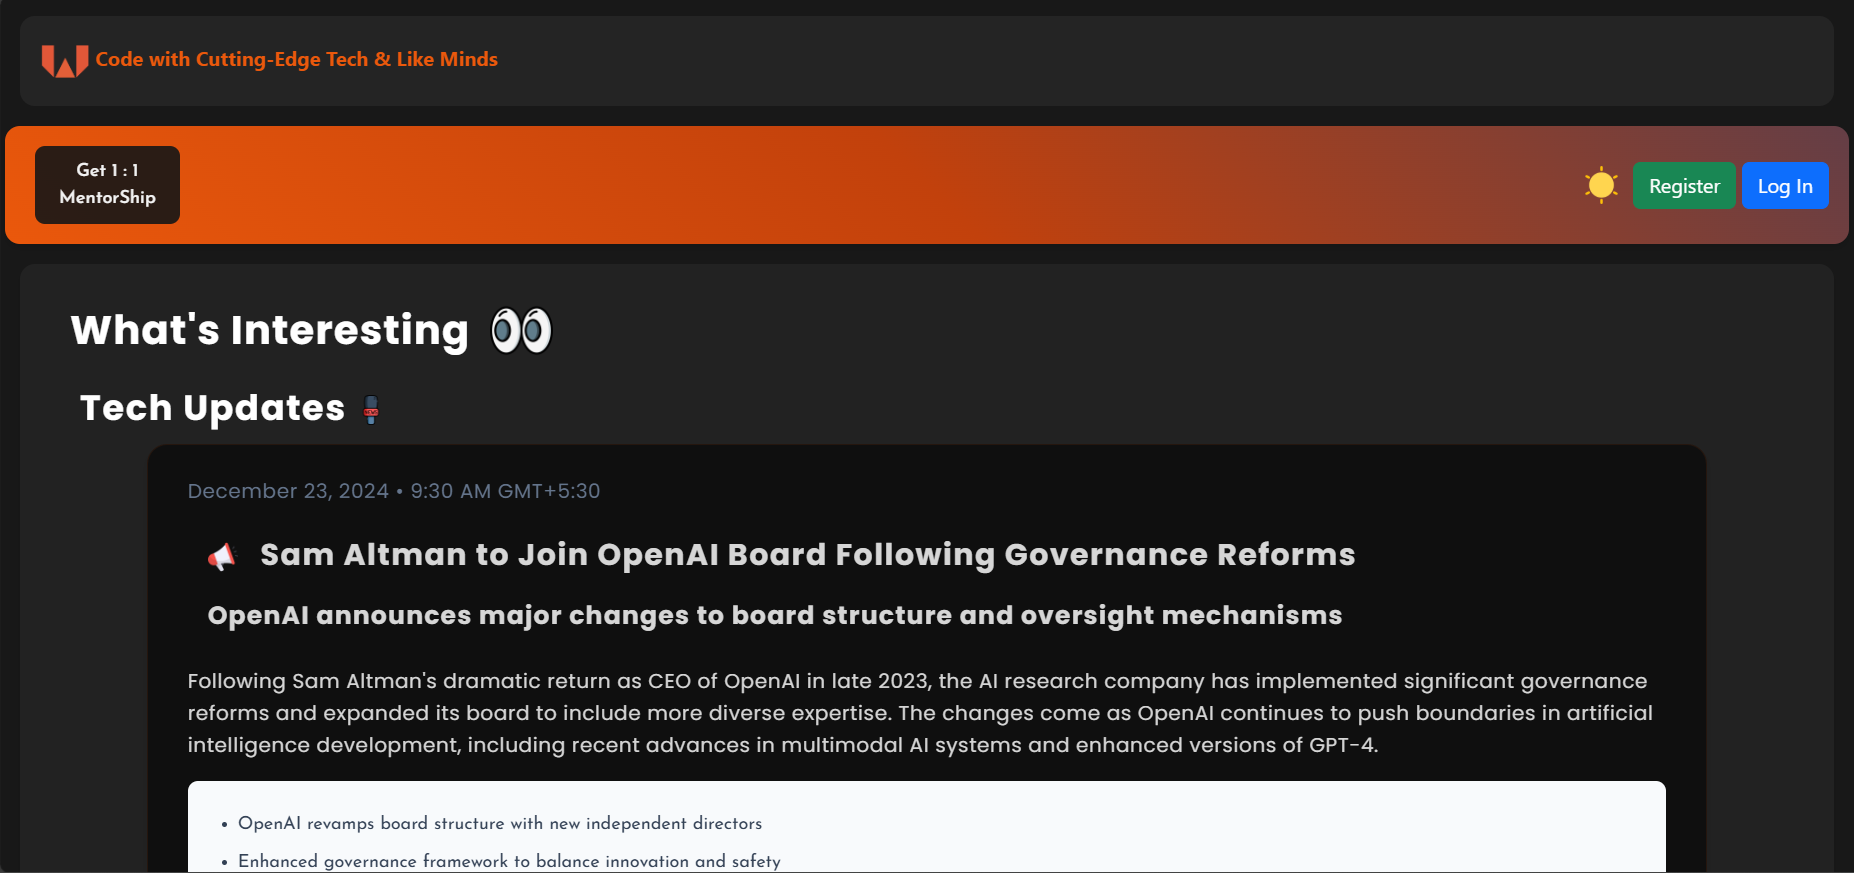 Code with Cutting-Edge Tech & Like Minds
Get 1 : 1
MentorShip
Register
Log In
What's Interesting
Tech Updates
December 23, 2024 • 9:30 AM GMT+5:30
Sam Altman to Join OpenAI Board Following Governance Reforms
OpenAI announces major changes to board structure and oversight mechanisms
Following Sam Altman's dramatic return as CEO of OpenAI in late 2023, the AI research company has implemented significant governance
reforms and expanded its board to include more diverse expertise. The changes come as OpenAI continues to push boundaries in artificial
intelligence development, including recent advances in multimodal AI systems and enhanced versions of GPT-4.
• OpenAI revamps board structure with new independent directors
• Enhanced governance framework to balance innovation and safety